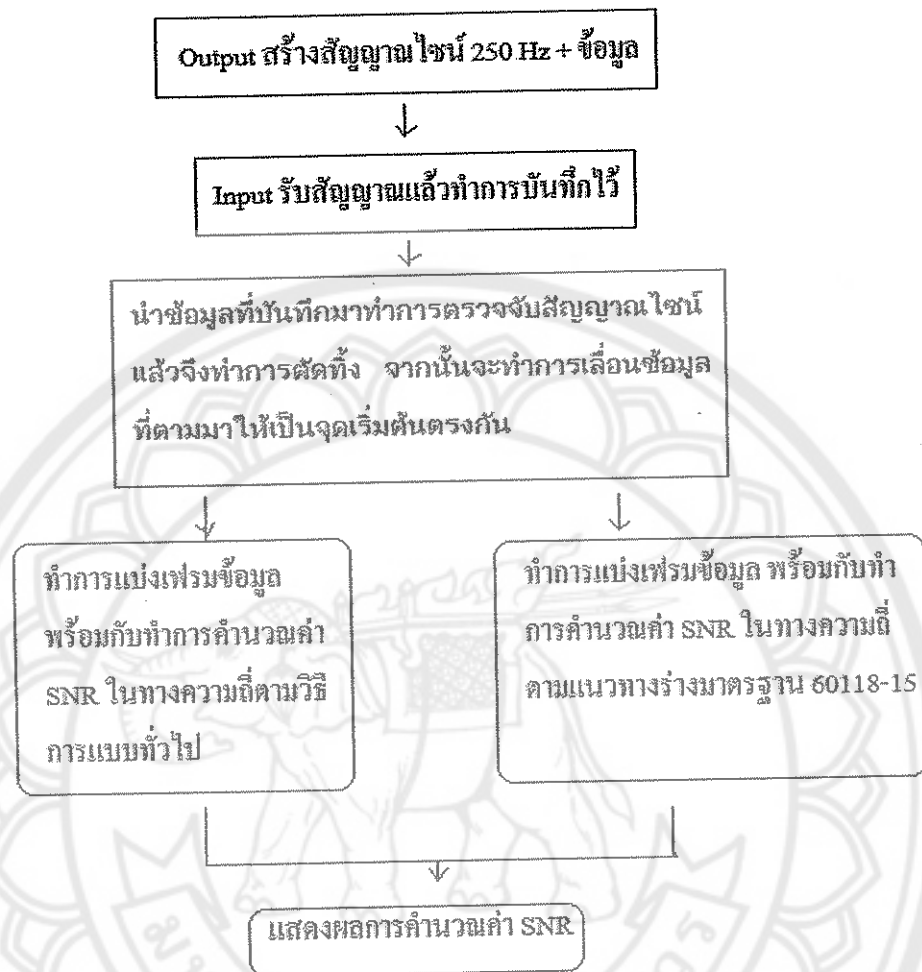 Output สร้างสัญญาณไซน์ 250 Hz + ข้อมูล
Input รับสัญญาณแล้วทำการบันทึกไว้
นำข้อมูลที่บันทึกมาทำการตรวจจับสัญญาณไซน์
แล้วจึงทำการตัดทิ้ง จากนั้นจะทำการเลื่อนข้อมูล
ที่ตามมาให้เป็นจุดเริ่มต้นตรงกัน
ทำการแบ่งเฟรมข้อมูล
พร้อมกับทำการคำนวณค่า
SNR ในทางความถี่ตามวิธี
การแบบทั่วไป
ทำการแบ่งเฟรมข้อมูล พร้อมกับทำ
การคำนวณค่า SNR ในทางความถี่
ตามแนวทางร่างมาตรฐาน 60118-15
แสดงผลการคำนวณค่า SNR